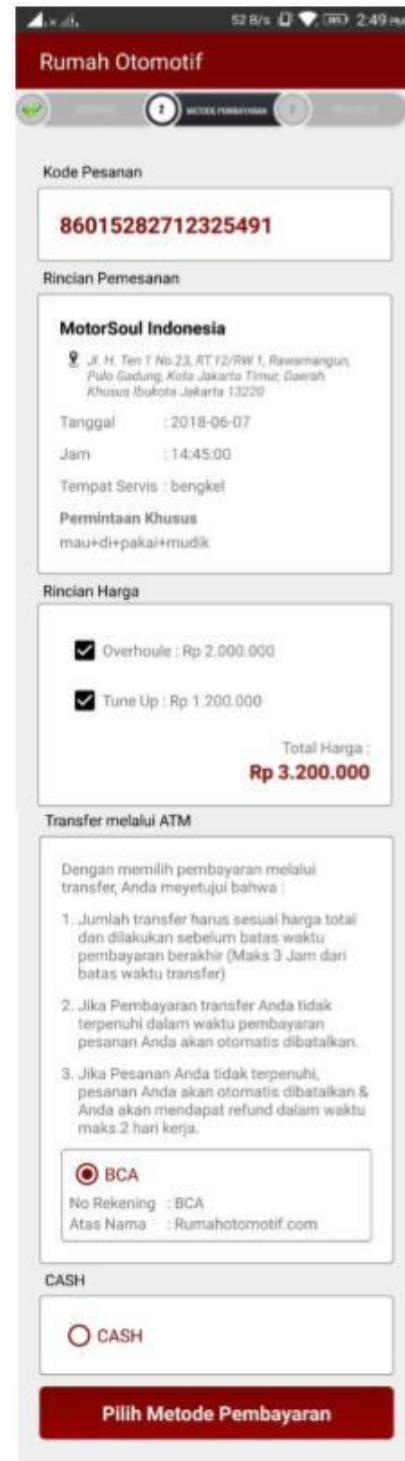 52 B/s 2:49 PM
Rumah Otomotif
2 METODE PEMBAYARAN 3
Kode Pesanan
86015282712325491
Rincian Pemesanan
MotorSoul Indonesia
Jl. H. Ten 1 No.23, RT.12/RW.1, Rawamangun,
Pulo Gadung, Kota Jakarta Timur, Daerah
Khusus Ibukota Jakarta 13220
Tanggal : 2018-06-07
Jam : 14:45:00
Tempat Servis : bengkel
Permintaan Khusus
mau+di+pakai+mudik
Rincian Harga
Overhoule : Rp 2.000.000
Tune Up : Rp 1.200.000
Total Harga :
Rp 3.200.000
Transfer melalui ATM
Dengan memilih pembayaran melalui
transfer, Anda meyetujui bahwa :
1. Jumlah transfer harus sesuai harga total
dan dilakukan sebelum batas waktu
pembayaran berakhir (Maks 3 Jam dari
batas waktu transfer)
2. Jika Pembayaran transfer Anda tidak
terpenuhi dalam waktu pembayaran
pesanan Anda akan otomatis dibatalkan.
3. Jika Pesanan Anda tidak terpenuhi,
pesanan Anda akan otomatis dibatalkan &
Anda akan mendapat refund dalam waktu
maks 2 hari kerja.
BCA
No Rekening : BCA
Atas Nama : Rumahotomotif.com
CASH
CASH
Pilih Metode Pembayaran